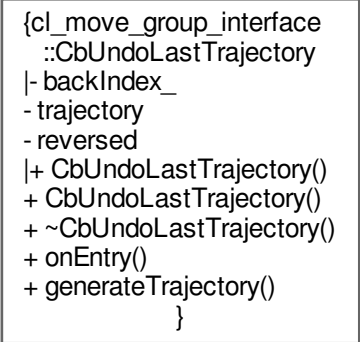 {cl_move_group_interface
::CbUndoLastTrajectory
|- backIndex_
- trajectory
- reversed
|+ CbUndoLastTrajectory()
+ CbUndoLastTrajectory()
+ ~CbUndoLastTrajectory()
+ onEntry()
+ generateTrajectory()
}